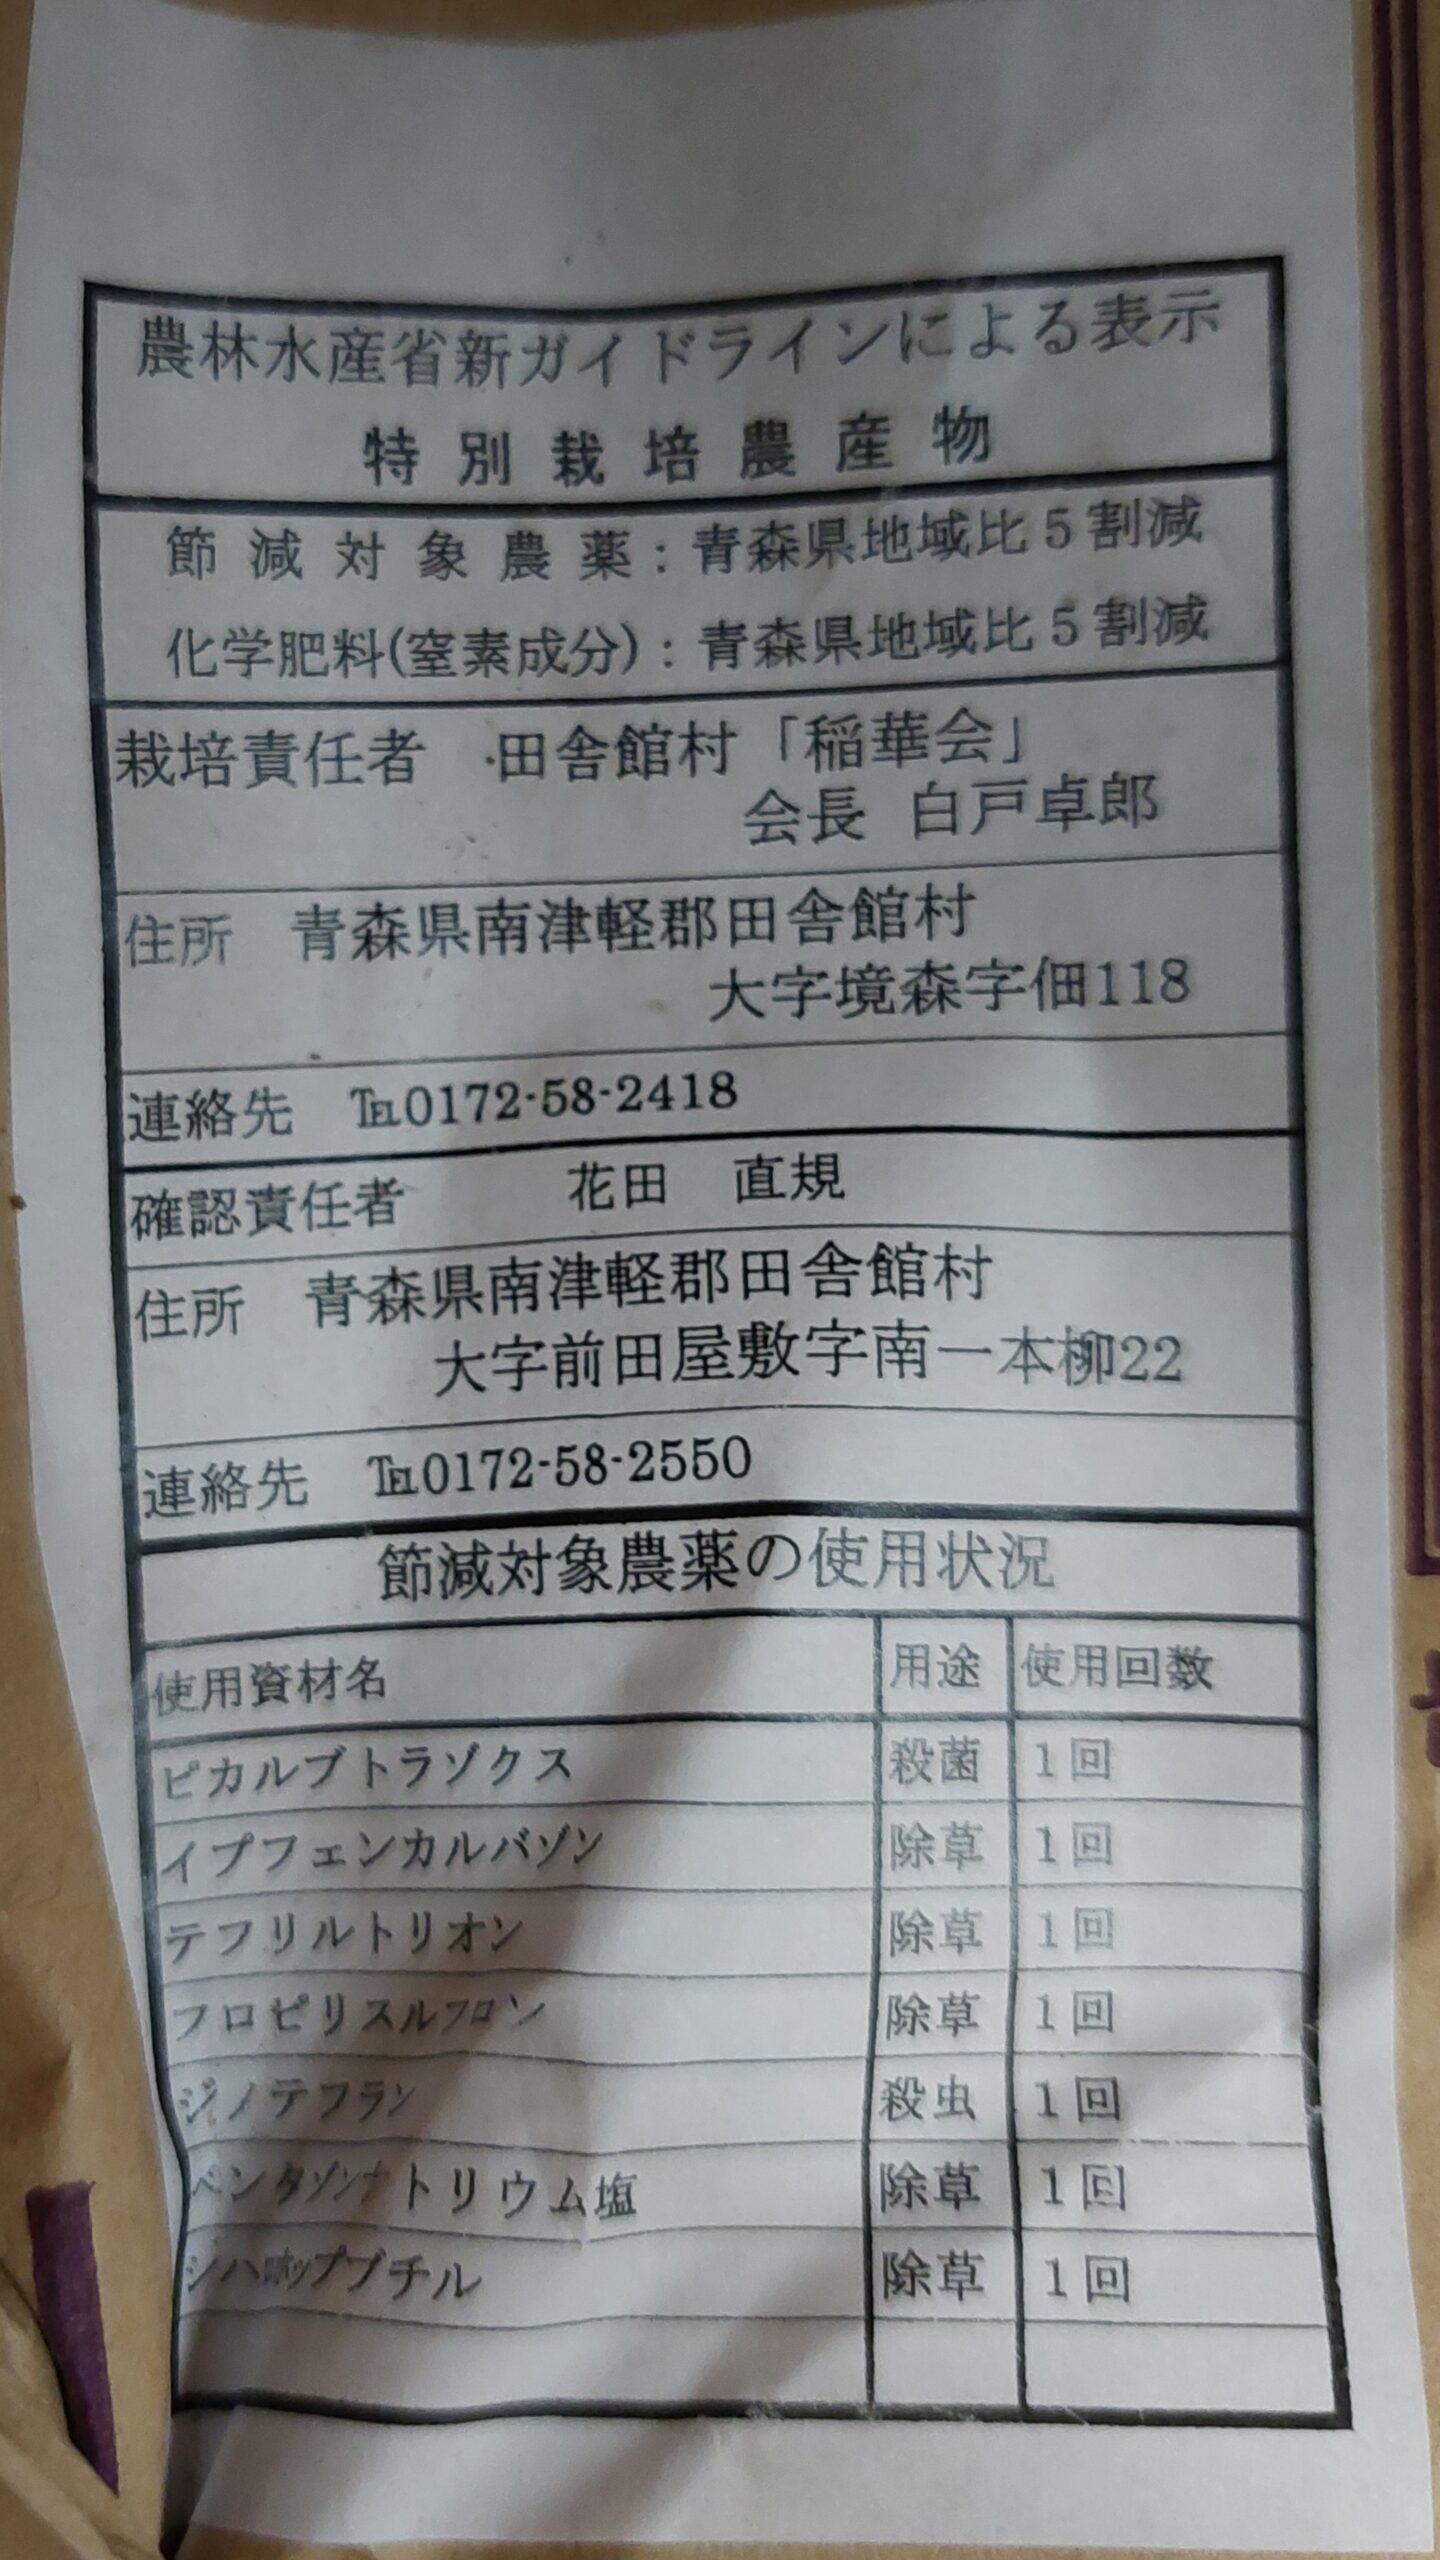 農林水産省新ガイドラインによる表示
特別栽培農産物
節減対象農薬：青森県地域比５割減
化学肥料(窒素成分)：青森県地域比５割減
栽培責任者　田舎館村「稲華会」
会長 白戸卓郎
住所　青森県南津軽郡田舎館村
大字境森字佃118
連絡先　℡0172-58-2418
確認責任者　花田　直規
住所　青森県南津軽郡田舎館村
大字前田屋敷字南一本柳22
連絡先　℡0172-58-2550
節減対象農薬の使用状況
使用資材名 用途 使用回数
ピカルブトラゾクス 殺菌 1回
イプフェンカルバゾン 除草 1回
テフリルトリオン 除草 1回
プロピリスルフロン 除草 1回
ジノテフラン 殺虫 1回
ベンタゾンナトリウム塩 除草 1回
シハロホップブチル 除草 1回